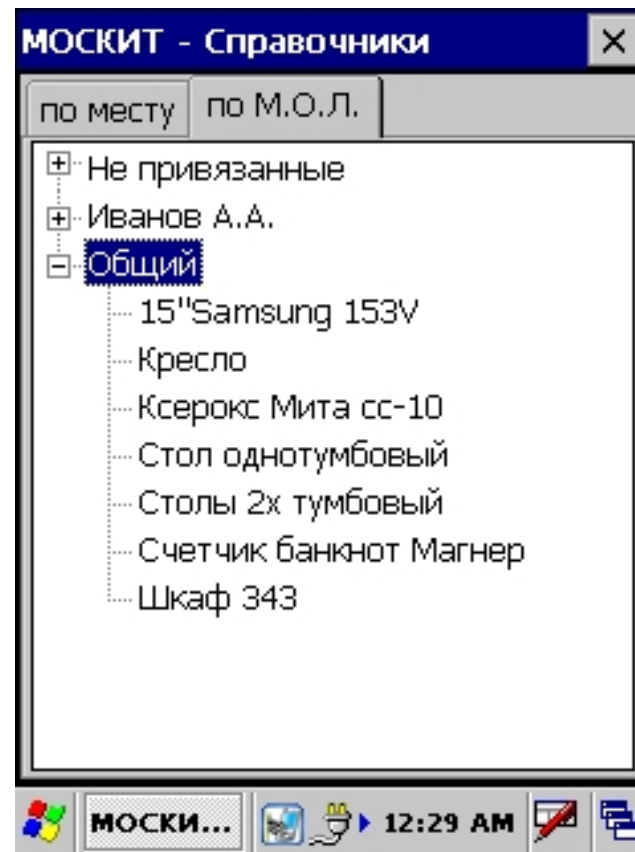 МОСКИТ - Справочники
по месту по М.О.Л.
Не привязанные
Иванов А.А.
Общий
15''Samsung 153V
Кресло
Ксерокс Мита сс-10
Стол однотумбовый
Столы 2х тумбовый
Счетчик банкнот Магнер
Шкаф 343
МОСКИ... 12:29 AM